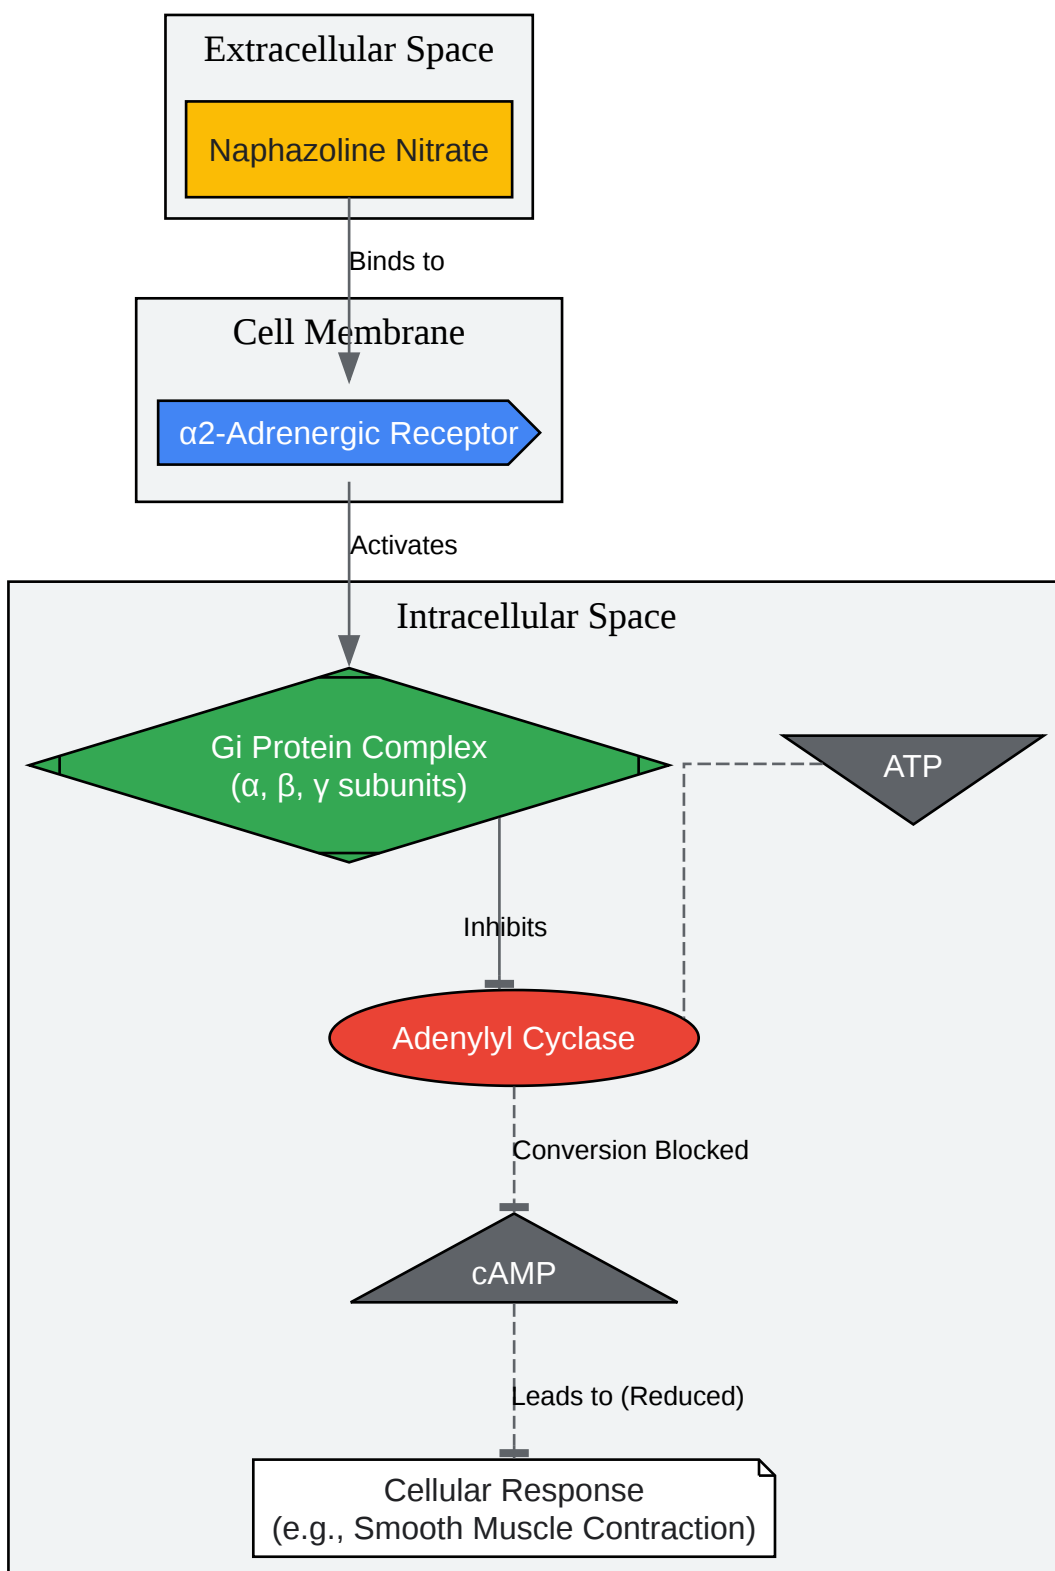 Extracellular Space
Naphazoline Nitrate
Binds to
Cell Membrane
α2-Adrenergic Receptor
Activates
Intracellular Space
Gi Protein Complex
(α, β, γ subunits)
ATP
Inhibits
Adenylyl Cyclase
Conversion Blocked
cAMP
Leads to (Reduced)
Cellular Response
(e.g., Smooth Muscle Contraction)